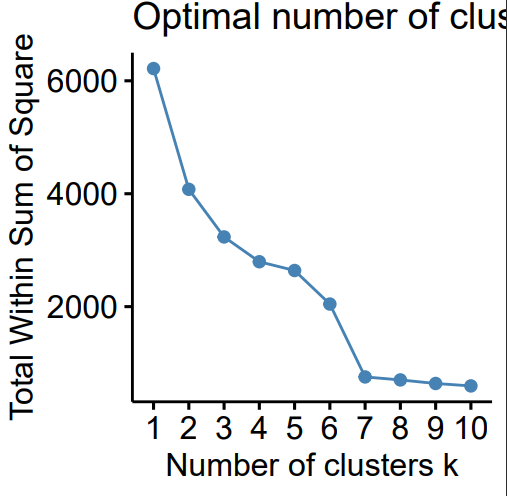 Optimal number of clus
Total Within Sum of Square
6000
4000
2000
1 2 3 4 5 6 7 8 9 10
Number of clusters k